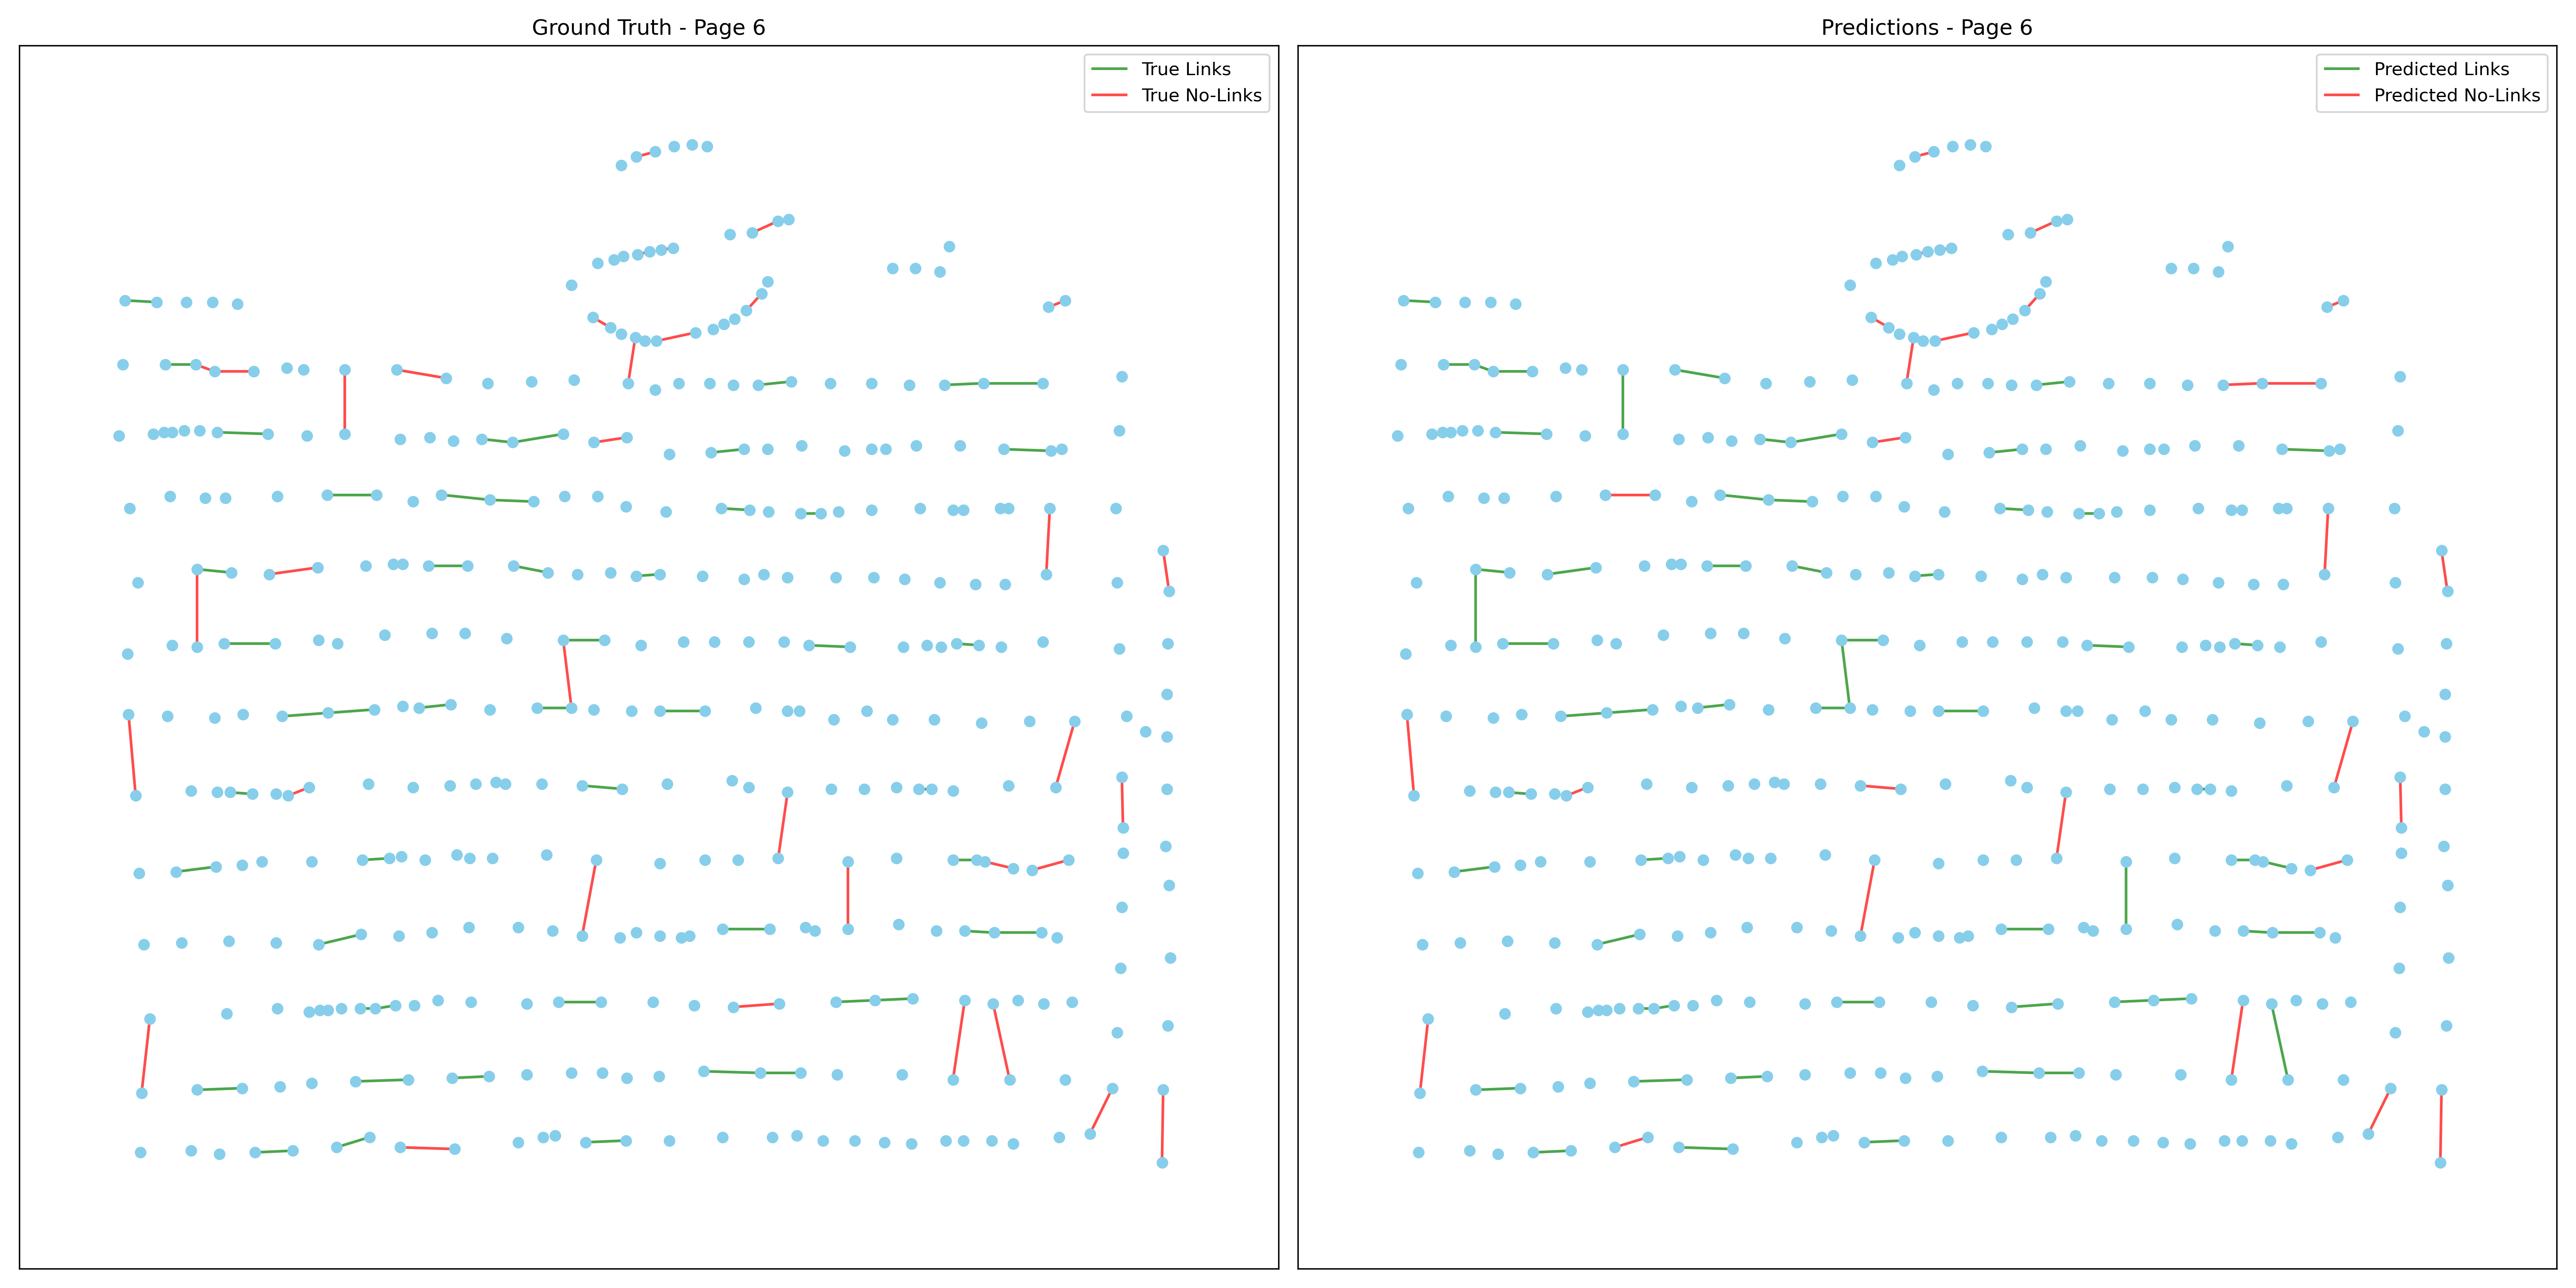 Ground Truth - Page 6
True Links
True No-Links
Predictions - Page 6
Predicted Links
Predicted No-Links